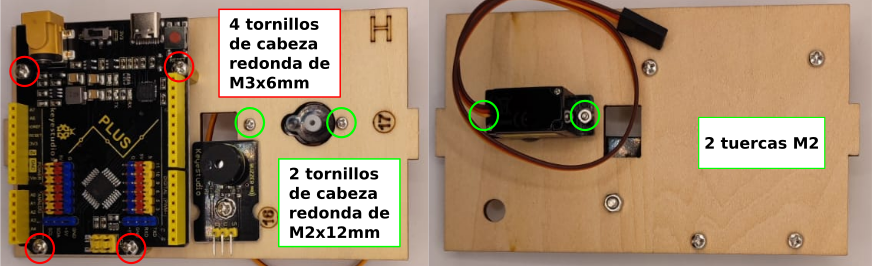 4 tornillos
de cabeza
redonda de
M3x6mm
H
17
PLUS
keyestudio
Keyestudio
16
2 tornillos
de cabeza
redonda de
M2x12mm
2 tuercas M2